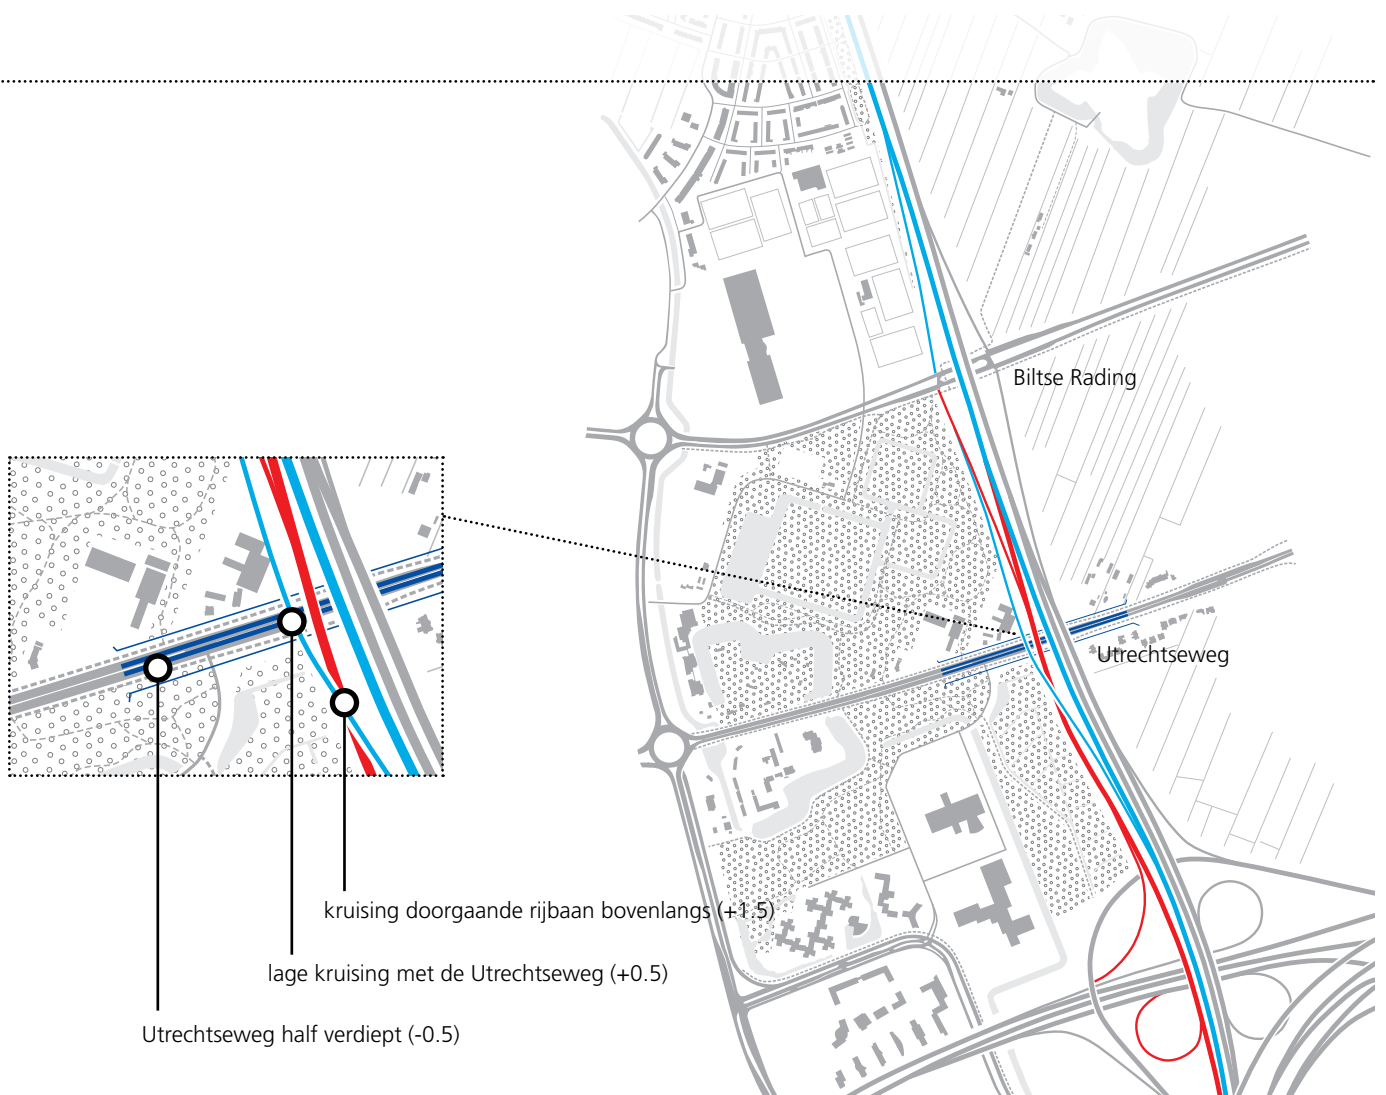 Biltse Rading
Utrechtseweg
kruising doorgaande rijbaan bovenlangs (+1.5)
lage kruising met de Utrechtseweg (+0.5)
Utrechtseweg half verdiept (-0.5)